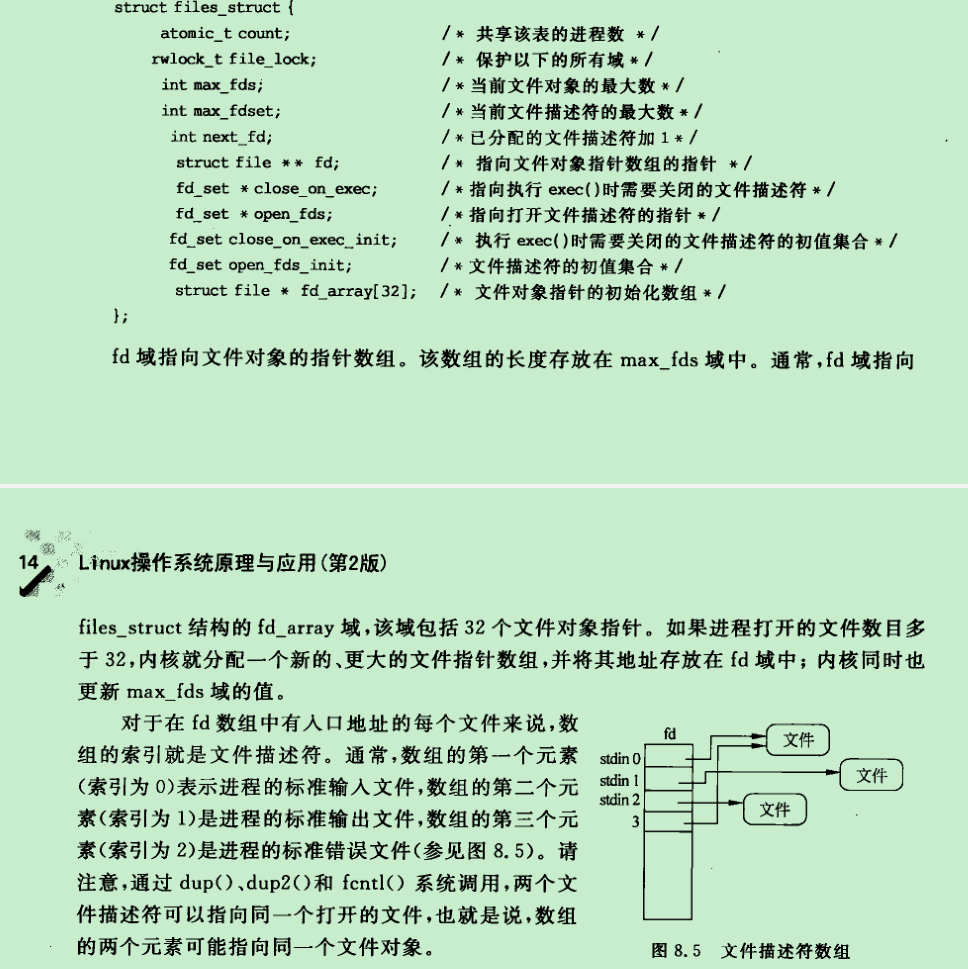 struct files_struct {
atomic_t count; /* 共享该表的进程数 */
rwlock_t file_lock; /* 保护以下的所有域 */
int max_fds; /* 当前文件对象的最大数 */
int max_fdset; /* 当前文件描述符的最大数 */
int next_fd; /* 已分配的文件描述符加 1 */
struct file ** fd; /* 指向文件对象指针数组的指针 */
fd_set * close_on_exec; /* 指向执行 exec()时需要关闭的文件描述符 */
fd_set * open_fds; /* 指向打开文件描述符的指针 */
fd_set close_on_exec_init; /* 执行 exec()时需要关闭的文件描述符的初值集合 */
fd_set open_fds_init; /* 文件描述符的初值集合 */
struct file * fd_array[32]; /* 文件对象指针的初始化数组 */
};
fd 域指向文件对象的指针数组。该数组的长度存放在 max_fds 域中。通常,fd 域指向
14 Linux操作系统原理与应用(第2版)
files_struct 结构的 fd_array 域,该域包括 32 个文件对象指针。如果进程打开的文件数目多
于 32,内核就分配一个新的、更大的文件指针数组,并将其地址存放在 fd 域中;内核同时也
更新 max_fds 域的值。
对于在 fd 数组中有入口地址的每个文件来说,数
组的索引就是文件描述符。通常,数组的第一个元素
(索引为 0)表示进程的标准输入文件,数组的第二个元
素(索引为 1)是进程的标准输出文件,数组的第三个元
素(索引为 2)是进程的标准错误文件(参见图 8.5)。请
注意,通过 dup()、dup2()和 fcntl() 系统调用,两个文
件描述符可以指向同一个打开的文件,也就是说,数组
的两个元素可能指向同一个文件对象。
fd
stdin 0
stdin 1
stdin 2
3
文件
文件
文件
图 8.5 文件描述符数组